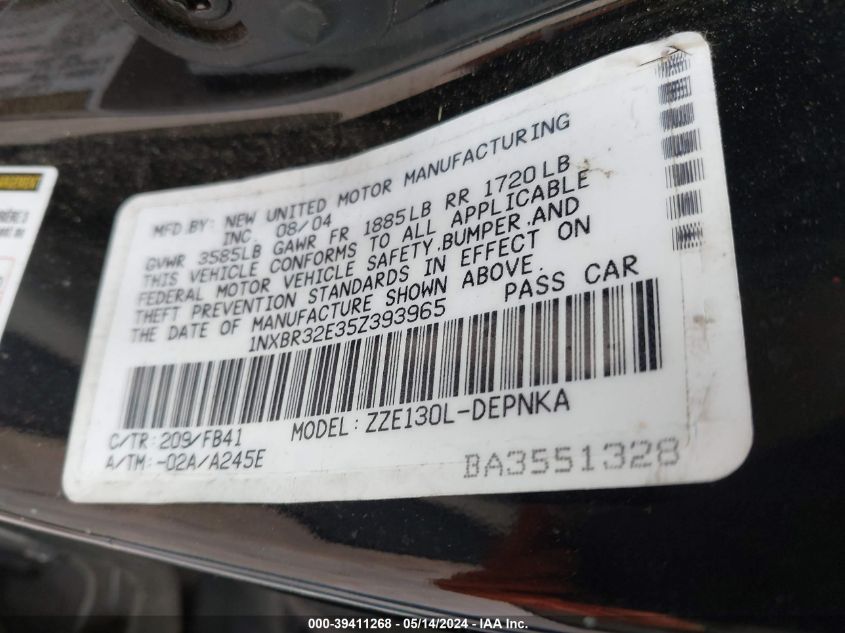 MFD.BY: NEW UNITED MOTOR MANUFACTURING
INC. 08/04
GVWR 3585LB GAWR FR 1885LB RR 1720LB
THIS VEHICLE CONFORMS TO ALL APPLICABLE
FEDERAL MOTOR VEHICLE SAFETY,BUMPER,AND
THEFT PREVENTION STANDARDS IN EFFECT ON
THE DATE OF MANUFACTURE SHOWN ABOVE.
1NXBR32E35Z393965 PASS CAR
C/TR:209/FB41 MODEL:ZZE130L-DEPNKA
A/TM:-02A/A245E
BA3551328
000-39411268 - 05/14/2024 - IAA Inc.